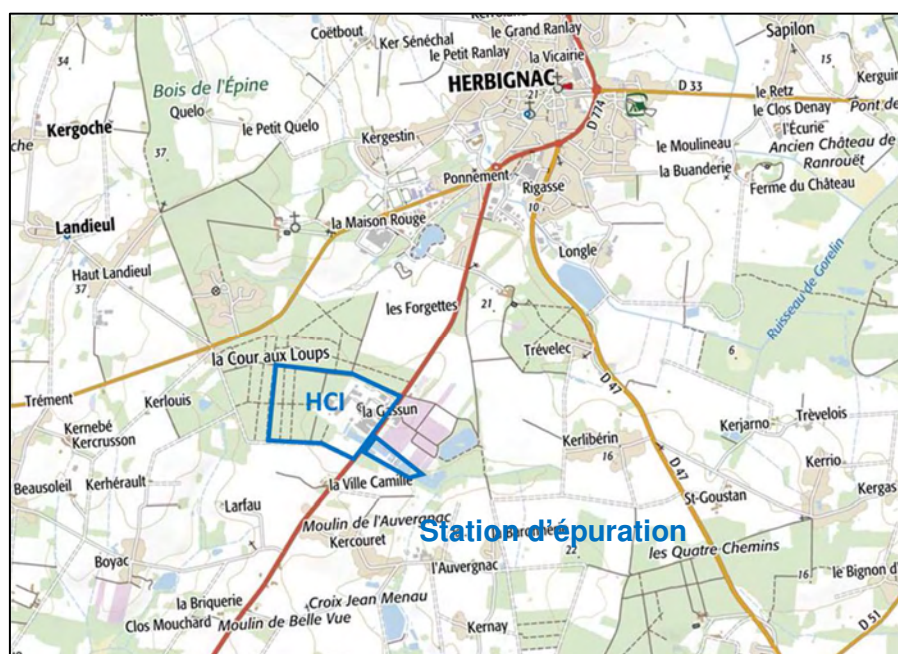 le Grand Ranlay
Coëtbout
Ker Sénéchal
le Petit Ranlay
la Vicairie
Sapilon
34
15
Bois de l'Épine
HERBIGNAC
21
D 33
Kerguin
le Retz
Pont de
Quelo
le Clos Denay
Kergoche
le Petit Quelo
Kergestin
D 774
l'Écurie
37
le Moulineau
Ancien Château de
Ranrouët
Ponnement
la Buanderie
Rigasse
Ferme du Château
10
Landieul
la Maison Rouge
Longle
Haut Landieul
37
Ruisseau de Gorelin
les Forgettes
21
Trévelec
6
la Cour aux Loups
Trément
Kerlouis
HCI
la Gassun
D 47
Kernebé
Kercrusson
Kerjarno
Trèvelois
Kerlibérin
16
Beausoleil
Kerhérault
la Ville Camille
D 47
Kerrio
Larfau
St-Goustan
Kergas
Moulin de l'Auvergnac
Kercouret
Station d'épuration
22
les Quatre Chemins
Boyac
l'Auvergnac
16
le Bignon d'
la Briquerie
Croix Jean Menau
Clos Mouchard
Moulin de Belle Vue
Kernay
D 51